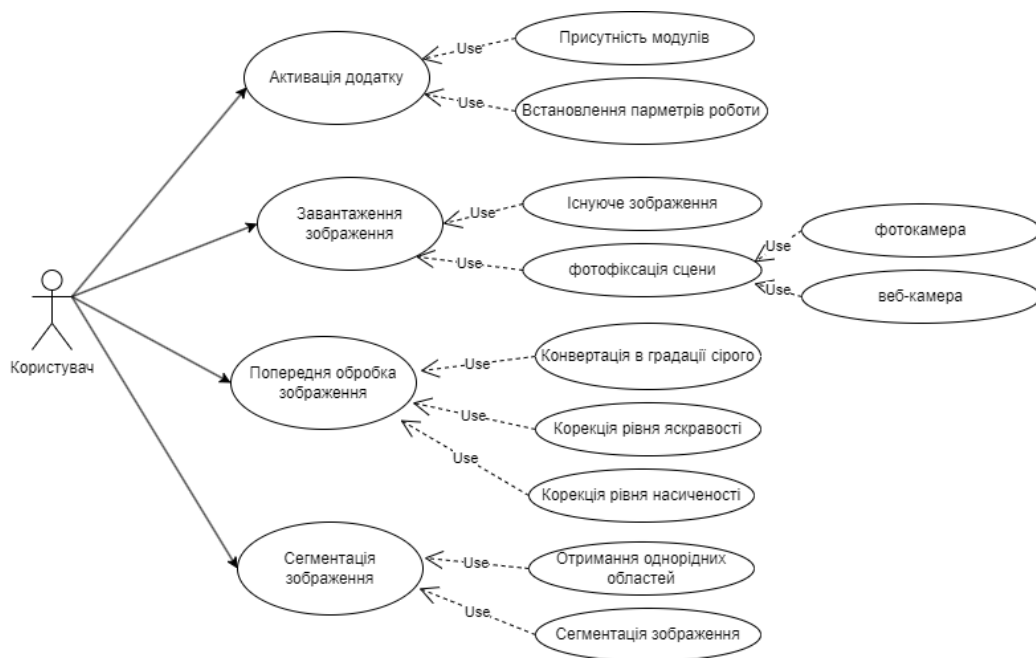 Присутність модулів
Use
Активація додатку
Use
Встановлення парметрів роботи
Існуюче зображення
Use
Завантаження
зображення
Use
фотофіксація сцени
фотокамера
Use
Use
веб-камера
Користувач
Конвертація в градації сірого
Use
Попередня обробка
зображення
Use
Корекція рівня яскравості
Use
Корекція рівня насиченості
Отримання однорідних
областей
Use
Сегментація
зображення
Use
Сегментація зображення